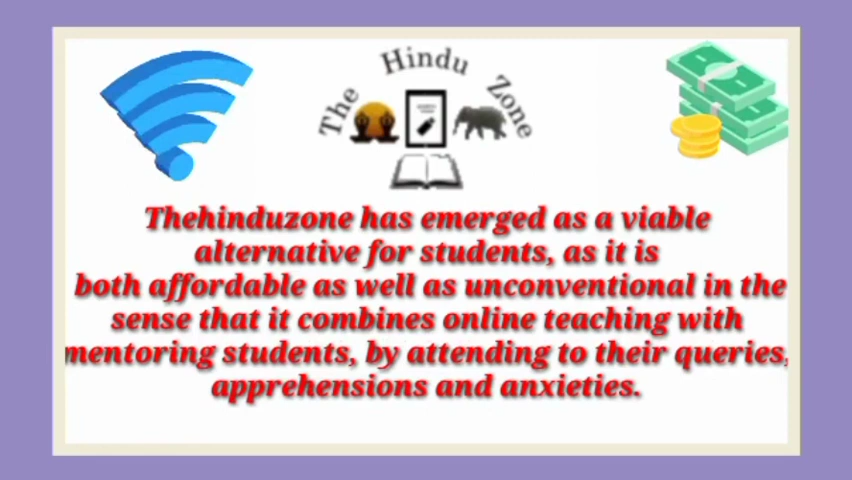 The Hindu Zone
Thehinduzone has emerged as a viable
alternative for students, as it is
both affordable as well as unconventional in the
sense that it combines online teaching with
mentoring students, by attending to their queries,
apprehensions and anxieties.